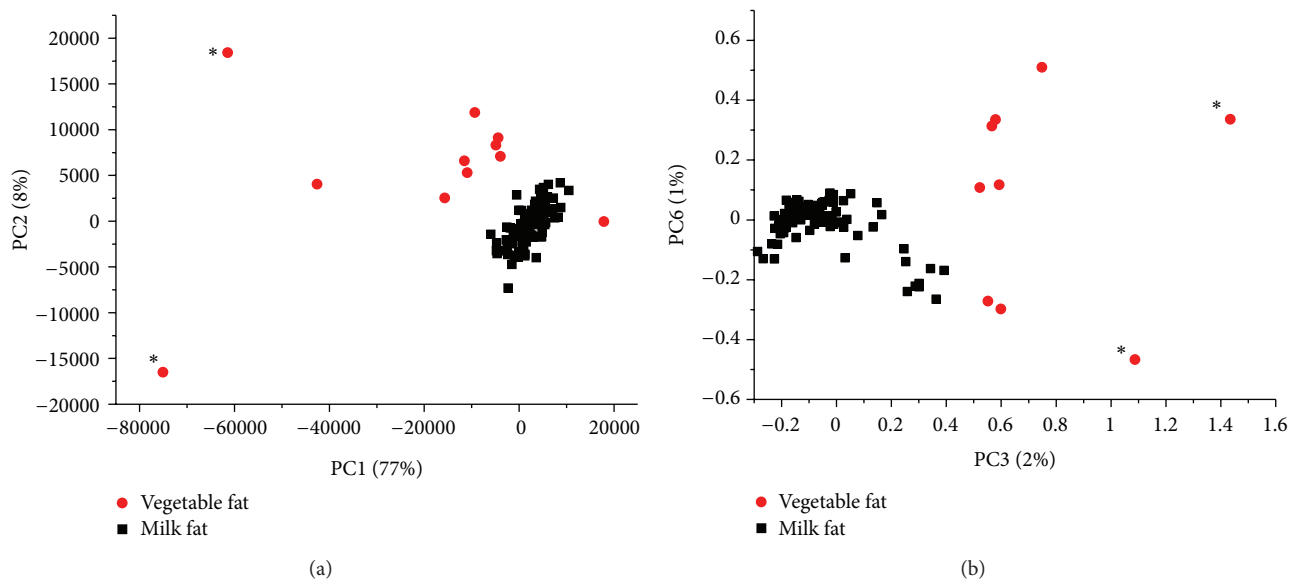 20000
15000
10000
5000
0
−5000
−10000
−15000
−20000
PC2 (8%)
*
*
−80000 −60000 −40000 −20000 0 20000
PC1 (77%)
Vegetable fat
Milk fat
(a)
0.6
0.4
0.2
0
−0.2
−0.4
−0.6
PC6 (1%)
*
*
−0.2 0 0.2 0.4 0.6 0.8 1 1.2 1.4 1.6
PC3 (2%)
Vegetable fat
Milk fat
(b)